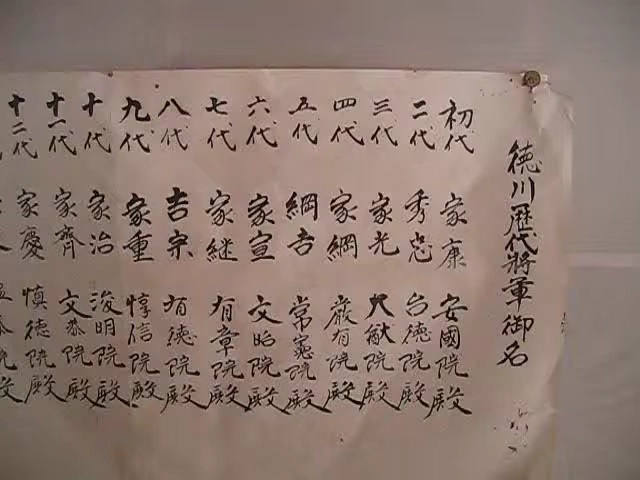 徳川歴代將軍御名
初代 家康 安國院殿
二代 秀忠 台徳院殿
三代 家光 大猷院殿
四代 家綱 嚴有院殿
五代 綱吉 常憲院殿
六代 家宣 文昭院殿
七代 家継 有章院殿
八代 吉宗 有徳院殿
九代 家重 惇信院殿
十代 家治 浚明院殿
十一代 家齊 文恭院殿
十二代 家慶 慎徳院殿